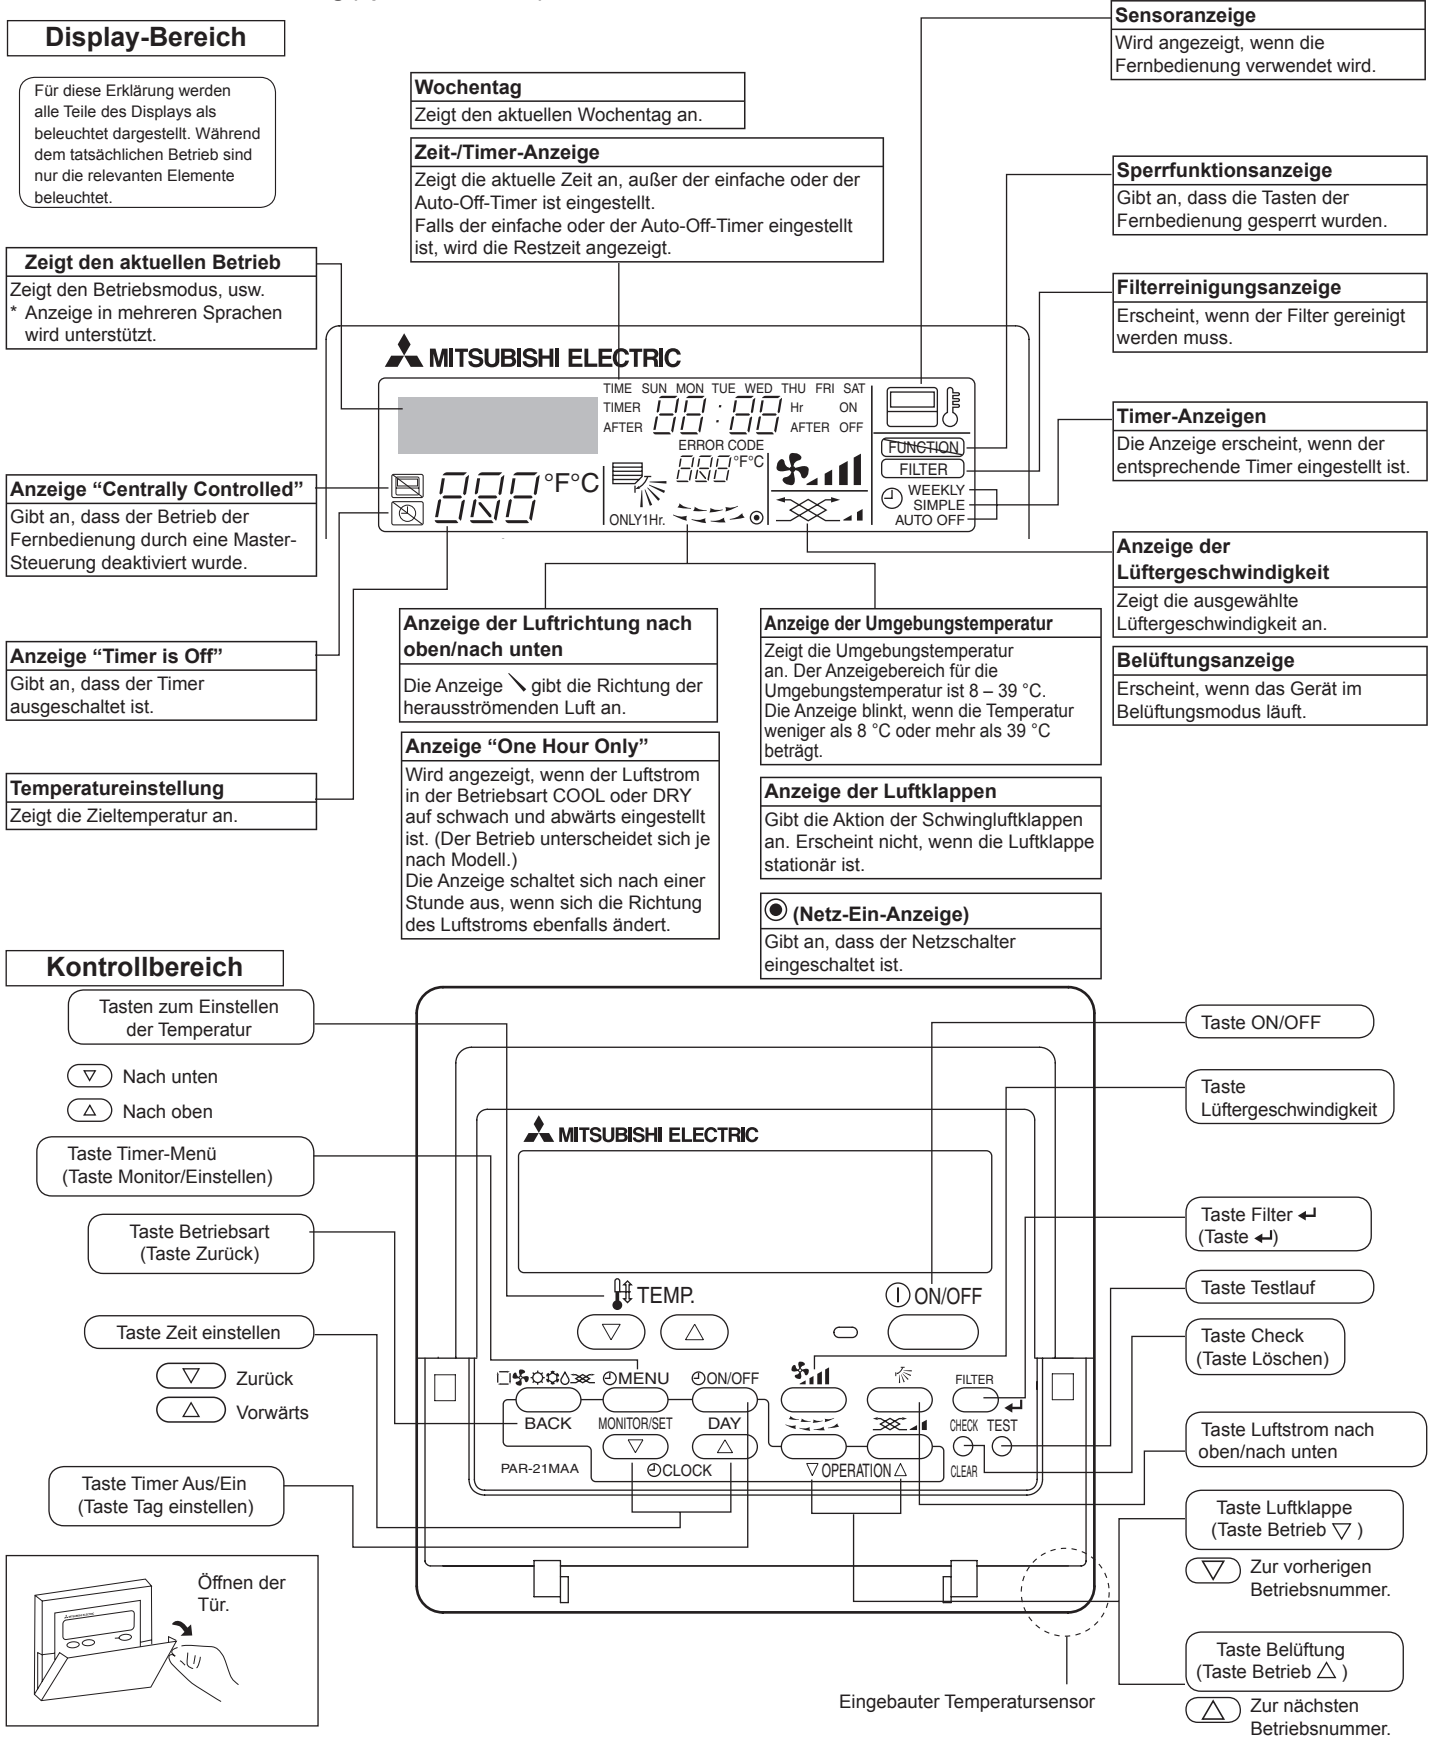 Display-Bereich
Für diese Erklärung werden
alle Teile des Displays als
beleuchtet dargestellt. Während
dem tatsächlichen Betrieb sind
nur die relevanten Elemente
beleuchtet.
Zeigt den aktuellen Betrieb
Zeigt den Betriebsmodus, usw.
* Anzeige in mehreren Sprachen
wird unterstützt.
Anzeige “Centrally Controlled”
Gibt an, dass der Betrieb der
Fernbedienung durch eine Master-
Steuerung deaktiviert wurde.
Anzeige “Timer is Off”
Gibt an, dass der Timer
ausgeschaltet ist.
Temperatureinstellung
Zeigt die Zieltemperatur an.
Wochentag
Zeigt den aktuellen Wochentag an.
Zeit-/Timer-Anzeige
Zeigt die aktuelle Zeit an, außer der einfache oder der
Auto-Off-Timer ist eingestellt.
Falls der einfache oder der Auto-Off-Timer eingestellt
ist, wird die Restzeit angezeigt.
Sensoranzeige
Wird angezeigt, wenn die
Fernbedienung verwendet wird.
Sperrfunktionsanzeige
Gibt an, dass die Tasten der
Fernbedienung gesperrt wurden.
Filterreinigungsanzeige
Erscheint, wenn der Filter gereinigt
werden muss.
Timer-Anzeigen
Die Anzeige erscheint, wenn der
entsprechende Timer eingestellt ist.
Anzeige der
Lüftergeschwindigkeit
Zeigt die ausgewählte
Lüftergeschwindigkeit an.
Belüftungsanzeige
Erscheint, wenn das Gerät im
Belüftungsmodus läuft.
MITSUBISHI ELECTRIC
TIME SUN MON TUE WED THU FRI SAT
TIMER 88:88 Hr ON
AFTER AFTER OFF
ERROR CODE
°F°C
°F°C
ONLY1Hr.
FUNCTION
FILTER
WEEKLY
SIMPLE
AUTO OFF
Anzeige der Luftrichtung nach
oben/nach unten
Die Anzeige gibt die Richtung der
herausströmenden Luft an.
Anzeige “One Hour Only”
Wird angezeigt, wenn der Luftstrom
in der Betriebsart COOL oder DRY
auf schwach und abwärts eingestellt
ist. (Der Betrieb unterscheidet sich je
nach Modell.)
Die Anzeige schaltet sich nach einer
Stunde aus, wenn sich die Richtung
des Luftstroms ebenfalls ändert.
Anzeige der Umgebungstemperatur
Zeigt die Umgebungstemperatur
an. Der Anzeigebereich für die
Umgebungstemperatur ist 8 – 39 °C.
Die Anzeige blinkt, wenn die Temperatur
weniger als 8 °C oder mehr als 39 °C
beträgt.
Anzeige der Luftklappen
Gibt die Aktion der Schwingluftklappen
an. Erscheint nicht, wenn die Luftklappe
stationär ist.
(Netz-Ein-Anzeige)
Gibt an, dass der Netzschalter
eingeschaltet ist.
Kontrollbereich
Tasten zum Einstellen
der Temperatur
▽ Nach unten
△ Nach oben
Taste Timer-Menü
(Taste Monitor/Einstellen)
Taste Betriebsart
(Taste Zurück)
Taste Zeit einstellen
▽ Zurück
△ Vorwärts
Taste Timer Aus/Ein
(Taste Tag einstellen)
Öffnen der
Tür.
MITSUBISHI ELECTRIC
TEMP.
ON/OFF
▽ △
MENU
ON/OFF
FILTER
BACK
MONITOR/SET
DAY
CHECK TEST
▽ △
PAR-21MAA
CLOCK
▽ OPERATION △
CLEAR
Taste ON/OFF
Taste
Lüftergeschwindigkeit
Taste Filter ↵
(Taste ↵)
Taste Testlauf
Taste Check
(Taste Löschen)
Taste Luftstrom nach
oben/nach unten
Taste Luftklappe
(Taste Betrieb ▽ )
▽ Zur vorherigen
Betriebsnummer.
Taste Belüftung
(Taste Betrieb △ )
△ Zur nächsten
Betriebsnummer.
Eingebauter Temperatursensor